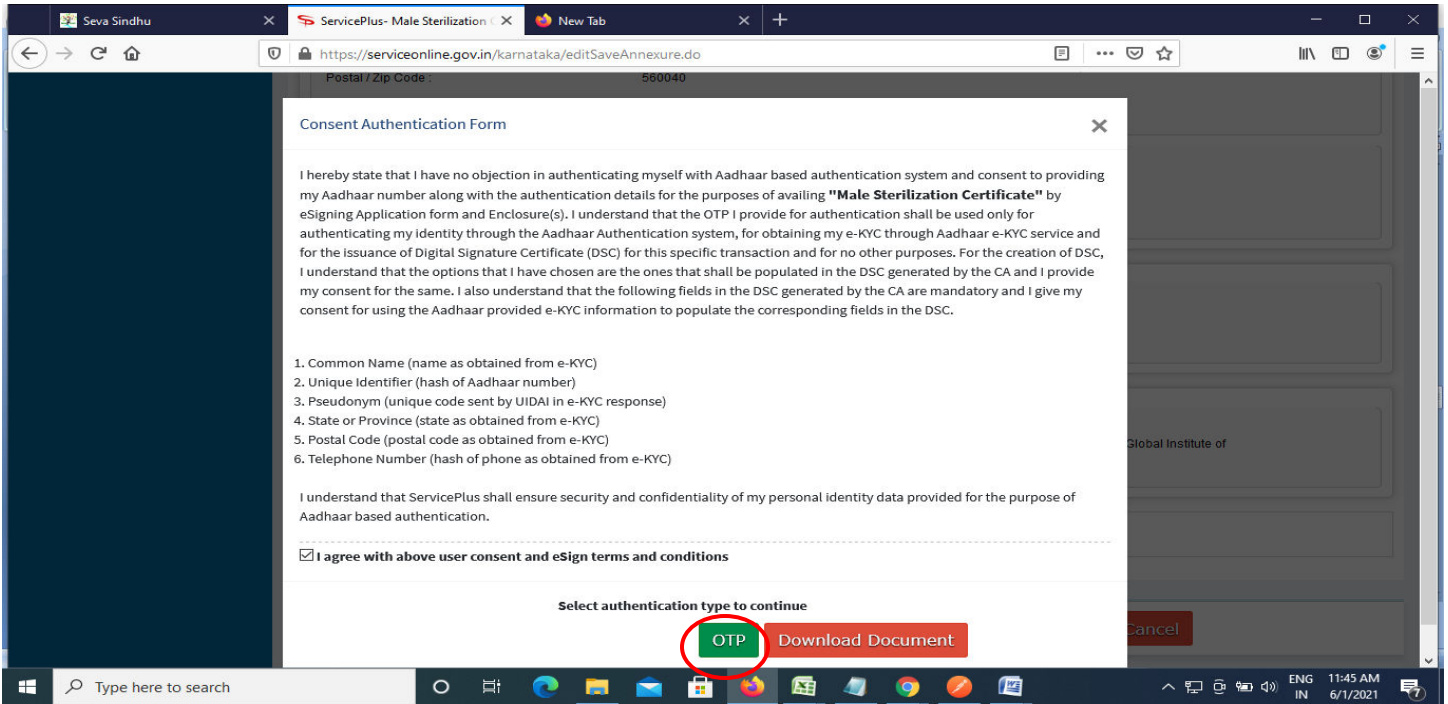 Seva Sindhu
ServicePlus- Male Sterilization C
New Tab
https://serviceonline.gov.in/karnataka/editSaveAnnexure.do
Postal / Zip Code : 560040
Consent Authentication Form
I hereby state that I have no objection in authenticating myself with Aadhaar based authentication system and consent to providing
my Aadhaar number along with the authentication details for the purposes of availing "Male Sterilization Certificate" by
eSigning Application form and Enclosure(s). I understand that the OTP I provide for authentication shall be used only for
authenticating my identity through the Aadhaar Authentication system, for obtaining my e-KYC through Aadhaar e-KYC service and
for the issuance of Digital Signature Certificate (DSC) for this specific transaction and for no other purposes. For the creation of DSC,
I understand that the options that I have chosen are the ones that shall be populated in the DSC generated by the CA and I provide
my consent for the same. I also understand that the following fields in the DSC generated by the CA are mandatory and I give my
consent for using the Aadhaar provided e-KYC information to populate the corresponding fields in the DSC.
1. Common Name (name as obtained from e-KYC)
2. Unique Identifier (hash of Aadhaar number)
3. Pseudonym (unique code sent by UIDAI in e-KYC response)
4. State or Province (state as obtained from e-KYC)
5. Postal Code (postal code as obtained from e-KYC)
Global Institute of
6. Telephone Number (hash of phone as obtained from e-KYC)
I understand that ServicePlus shall ensure security and confidentiality of my personal identity data provided for the purpose of
Aadhaar based authentication.
I agree with above user consent and eSign terms and conditions
Select authentication type to continue
OTP
Download Document
Cancel
Type here to search
ENG
IN
11:45 AM
6/1/2021
7